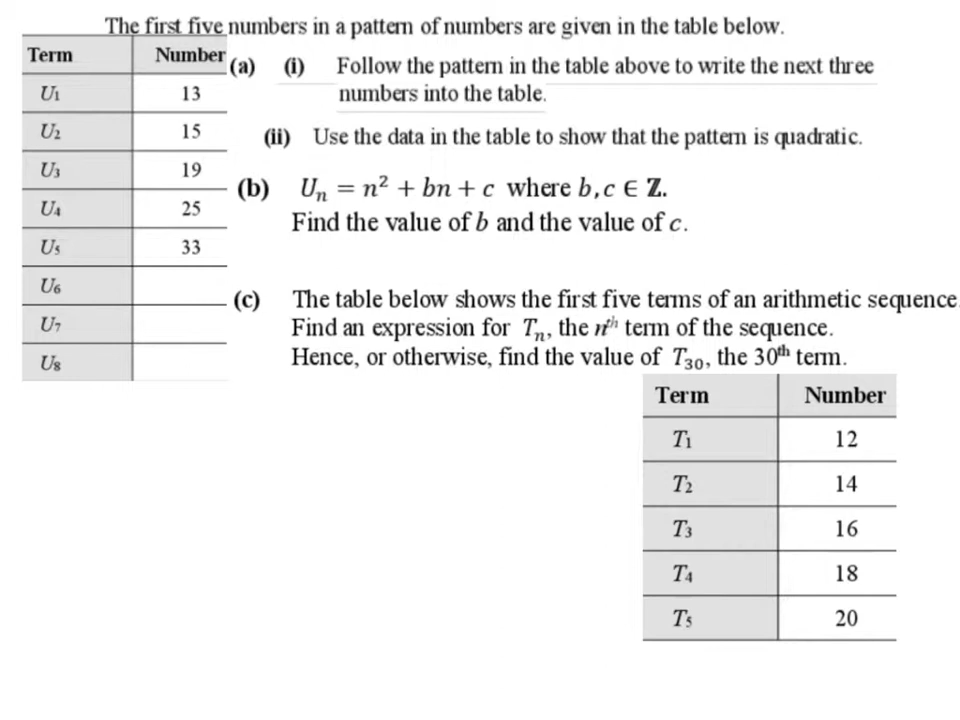 The first five numbers in a pattern of numbers are given in the table below.
Term Number
U₁ 13
U₂ 15
U₃ 19
U₄ 25
U₅ 33
U₆
U₇
U₈
(a) (i) Follow the pattern in the table above to write the next three
numbers into the table.
(ii) Use the data in the table to show that the pattern is quadratic.
(b) Uₙ = n² + bn + c where b, c ∈ ℤ.
Find the value of b and the value of c.
(c) The table below shows the first five terms of an arithmetic sequence.
Find an expression for Tₙ, the nᵗʰ term of the sequence.
Hence, or otherwise, find the value of T₃₀, the 30ᵗʰ term.
Term Number
T₁ 12
T₂ 14
T₃ 16
T₄ 18
T₅ 20